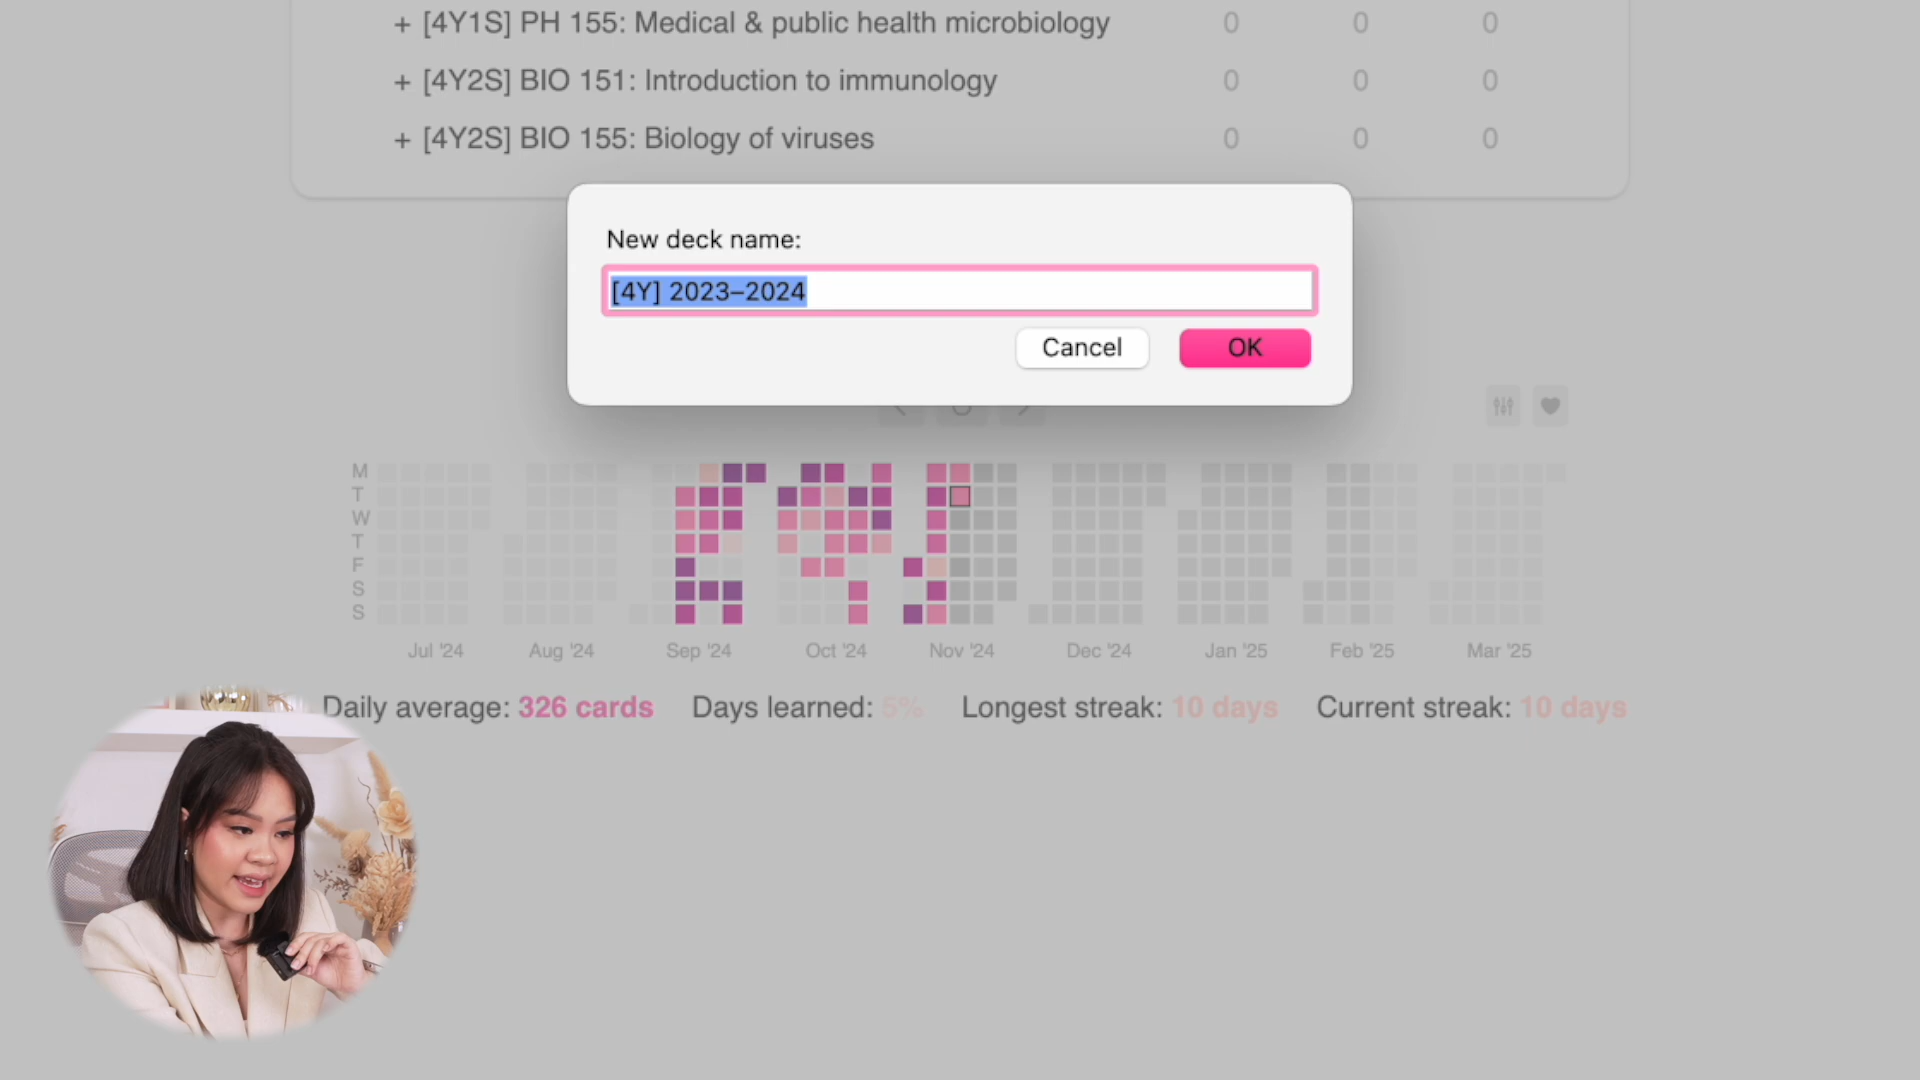 + [4Y1S] PH 155: Medical & public health microbiology 0 0 0
+ [4Y2S] BIO 151: Introduction to immunology 0 0 0
+ [4Y2S] BIO 155: Biology of viruses 0 0 0
New deck name:
[4Y] 2023–2024
Cancel OK
M
T
W
T
F
S
S
Jul '24 Aug '24 Sep '24 Oct '24 Nov '24 Dec '24 Jan '25 Feb '25 Mar '25
Daily average: 326 cards Days learned: 5% Longest streak: 10 days Current streak: 10 days